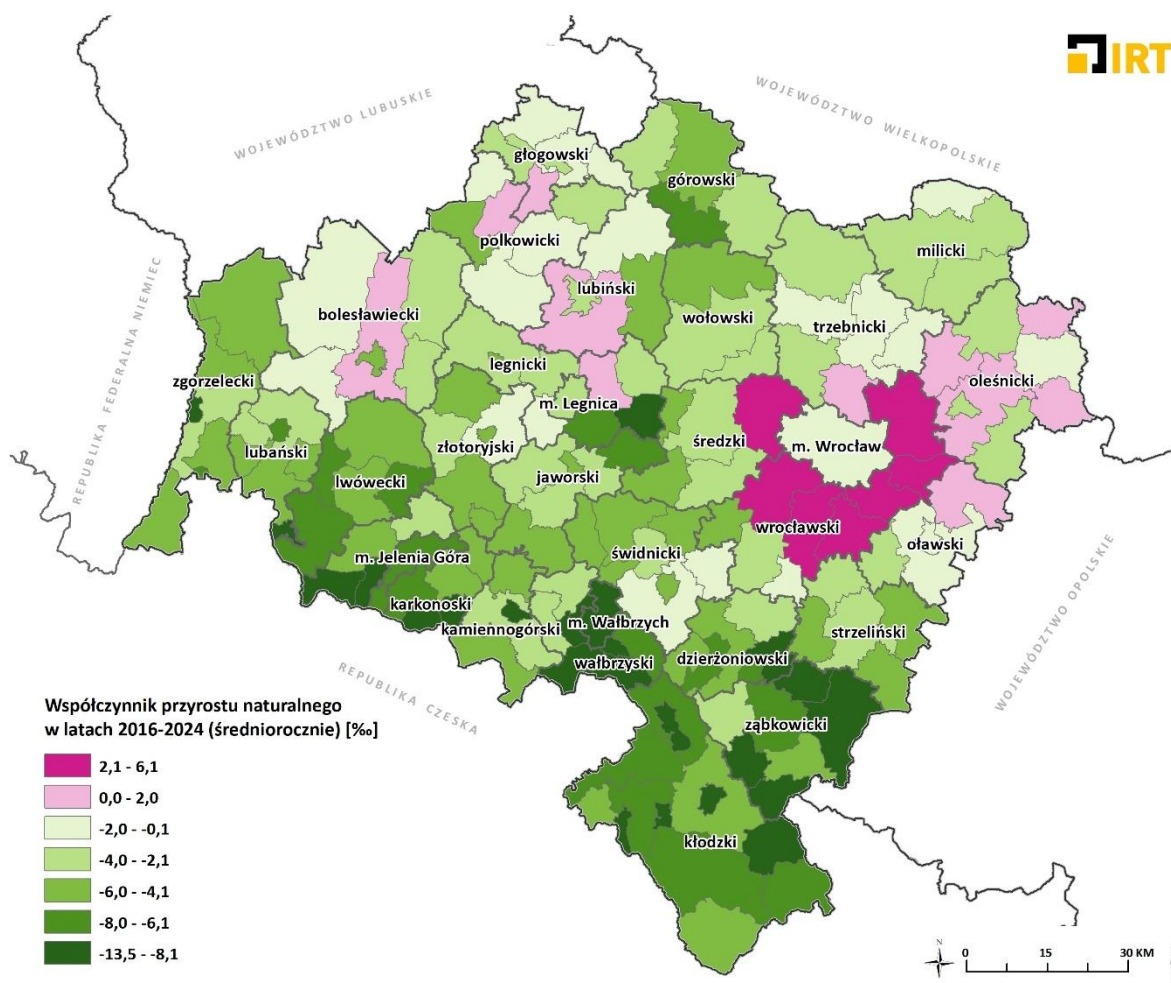 IRT
WOJEWÓDZTWO LUBUSKIE
WOJEWÓDZTWO WIELKOPOLSKIE
głogowski
górowski
polkowicki
milicki
REPUBLIKA FEDERALNA NIEMIEC
bolesławiecki
lubiński
wołowski
trzebnicki
zgorzelecki
legnicki
oleśnicki
m. Legnica
lubański
złotoryjski
średzki
m. Wrocław
lwówecki
jaworski
wrocławski
oławski
m. Jelenia Góra
świdnicki
karkonoski
kamiennogórski
m. Wałbrzych
strzeliński
wałbrzyski
dzierżoniowski
WOJEWÓDZTWO OPOLSKIE
REPUBLIKA CZESKA
ząbkowicki
kłodzki
Współczynnik przyrostu naturalnego
w latach 2016-2024 (średniorocznie) [‰]
2,1 - 6,1
0,0 - 2,0
-2,0 - -0,1
-4,0 - -2,1
-6,0 - -4,1
-8,0 - -6,1
-13,5 - -8,1
N
0 15 30 KM